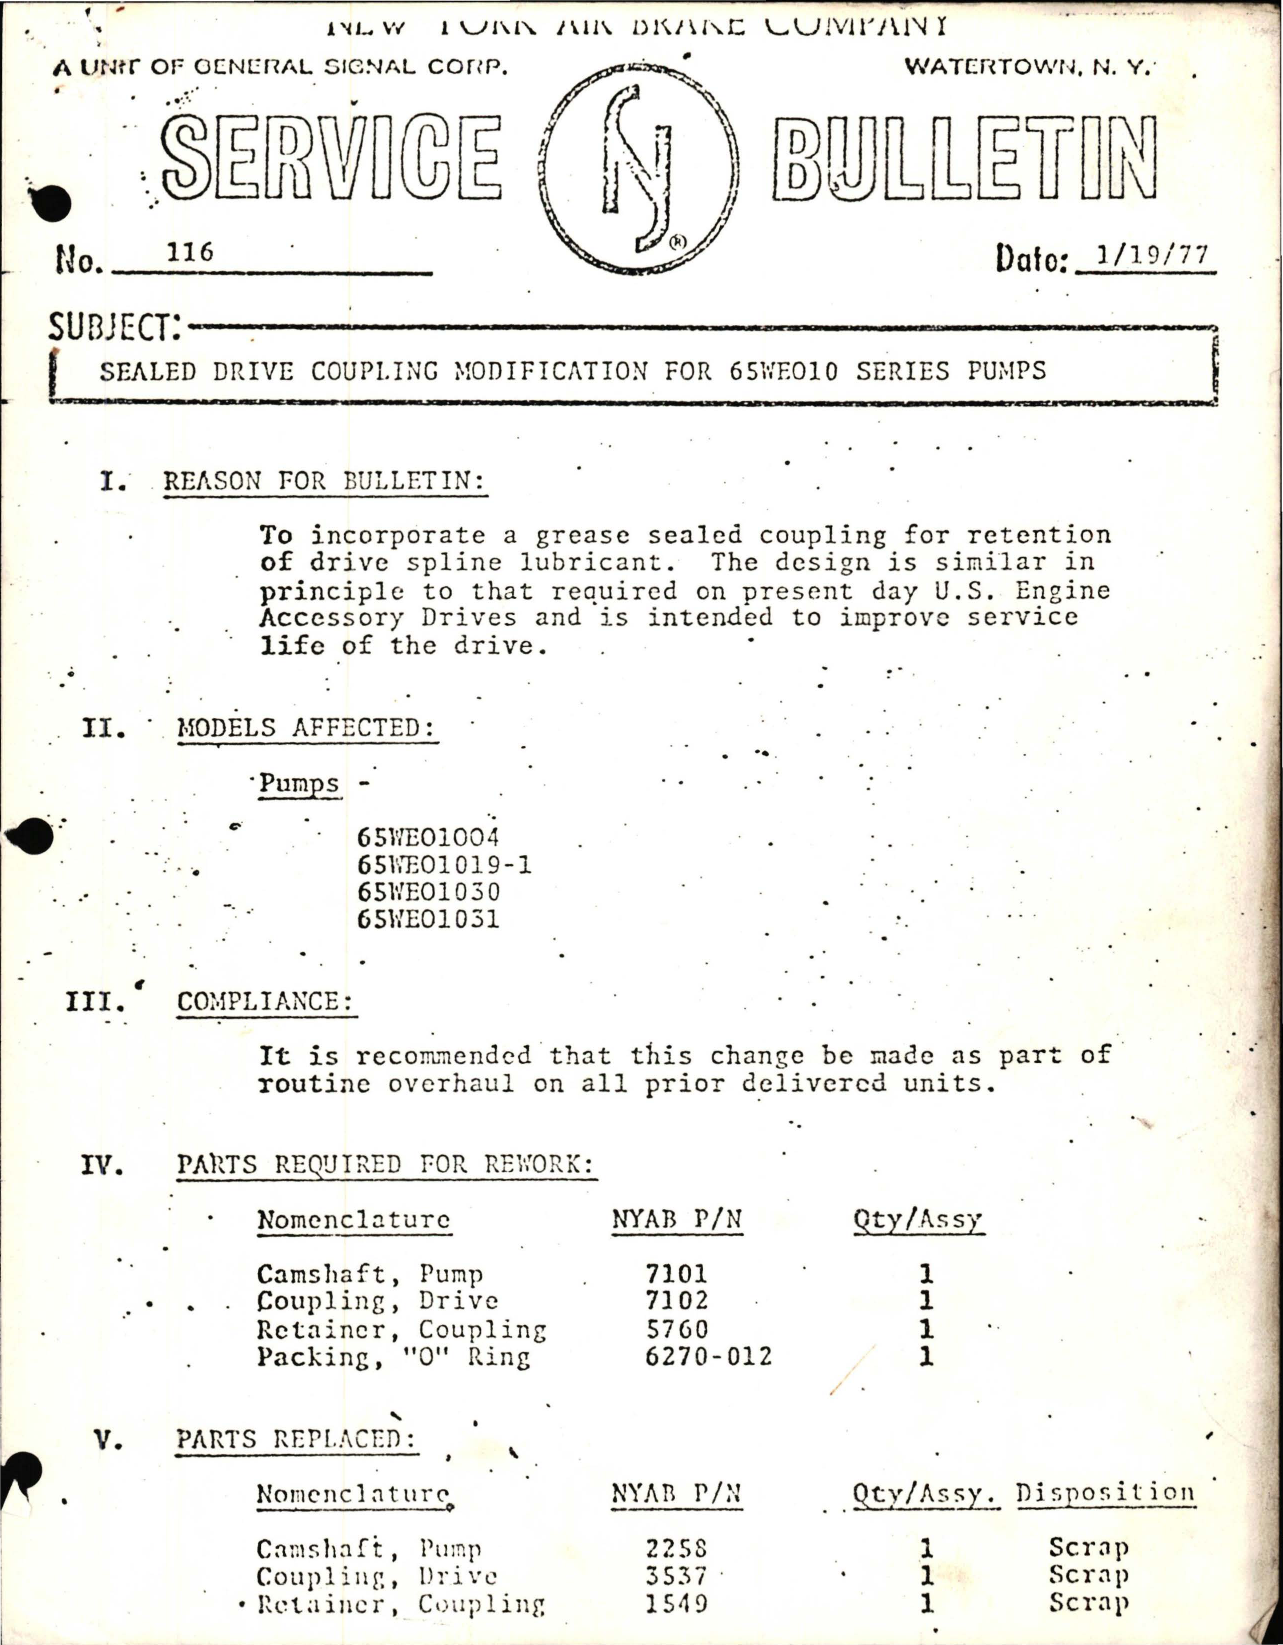 NEW YORK AIR BRAKE COMPANY
A UNIT OF GENERAL SIGNAL CORP. WATERTOWN, N. Y.
SERVICE BULLETIN
®
No. 116 Date: 1/19/77
SUBJECT:
SEALED DRIVE COUPLING MODIFICATION FOR 65WEO10 SERIES PUMPS
I. REASON FOR BULLETIN:
To incorporate a grease sealed coupling for retention
of drive spline lubricant. The design is similar in
principle to that required on present day U.S. Engine
Accessory Drives and is intended to improve service
life of the drive.
II. MODELS AFFECTED:
Pumps -
65WEO1004
65WEO1019-1
65WEO1030
65WEO1031
III. COMPLIANCE:
It is recommended that this change be made as part of
routine overhaul on all prior delivered units.
IV. PARTS REQUIRED FOR REWORK:
Nomenclature NYAB P/N Qty/Assy
Camshaft, Pump 7101 1
Coupling, Drive 7102 1
Retainer, Coupling 5760 1
Packing, "O" Ring 6270-012 1
V. PARTS REPLACED:
Nomenclature NYAB P/N Qty/Assy. Disposition
Camshaft, Pump 2258 1 Scrap
Coupling, Drive 3537 1 Scrap
Retainer, Coupling 1549 1 Scrap